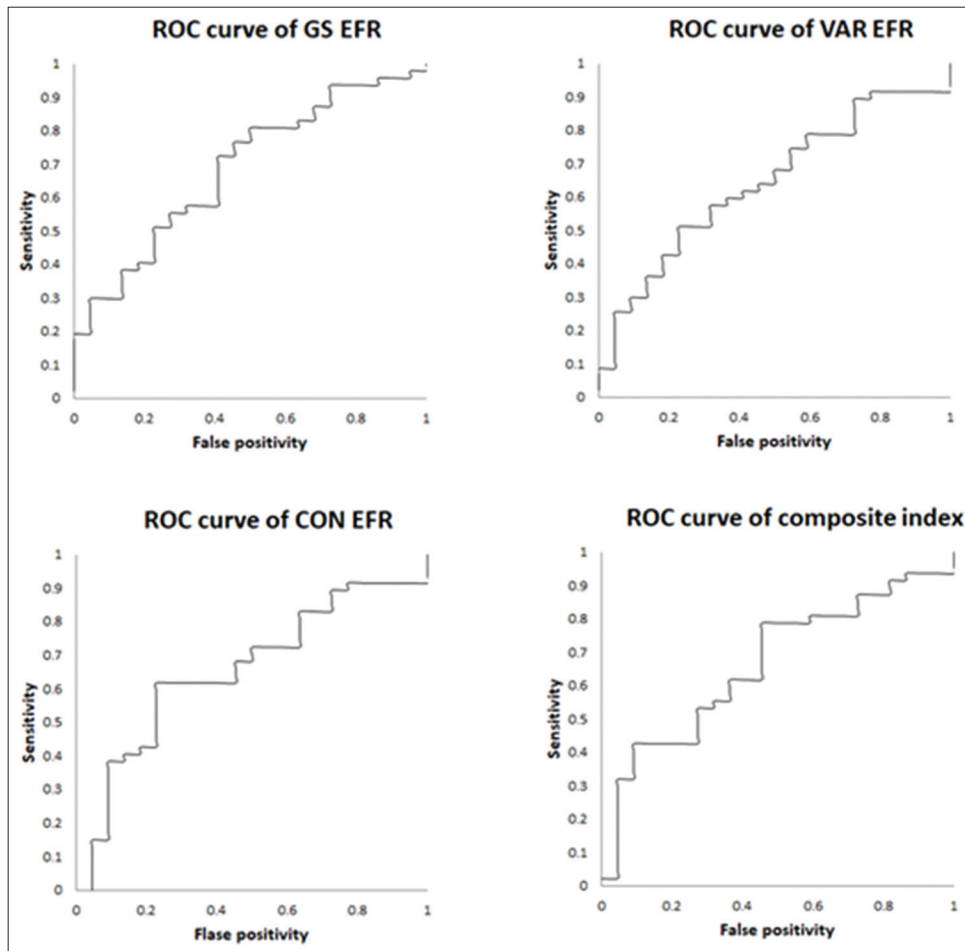 ROC curve of GS EFR
1
0.9
0.8
0.7
0.6
0.5
0.4
0.3
0.2
0.1
0
Sensitivity
0 0.2 0.4 0.6 0.8 1
False positivity
ROC curve of VAR EFR
1
0.9
0.8
0.7
0.6
0.5
0.4
0.3
0.2
0.1
0
Sensitivity
0 0.2 0.4 0.6 0.8 1
False positivity
ROC curve of CON EFR
1
0.9
0.8
0.7
0.6
0.5
0.4
0.3
0.2
0.1
0
Sensitivity
0 0.2 0.4 0.6 0.8 1
Flase positivity
ROC curve of composite index
1
0.9
0.8
0.7
0.6
0.5
0.4
0.3
0.2
0.1
0
Sensitivity
0 0.2 0.4 0.6 0.8 1
False positivity